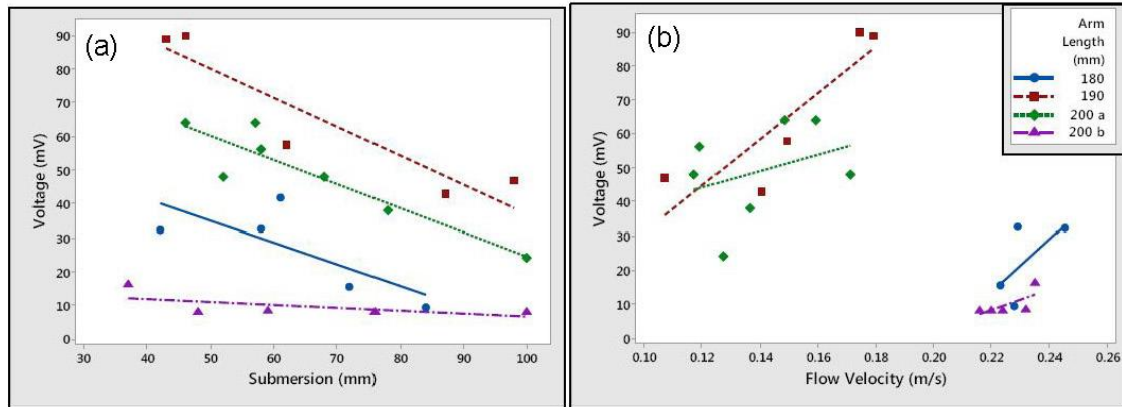 (a)
Voltage (mV)
90
80
70
60
50
40
30
20
10
0
30 40 50 60 70 80 90 100
Submersion (mm)
(b)
Voltage (mV)
90
80
70
60
50
40
30
20
10
0
0.10 0.12 0.14 0.16 0.18 0.20 0.22 0.24 0.26
Flow Velocity (m/s)
Arm
Length
(mm)
180
190
200 a
200 b